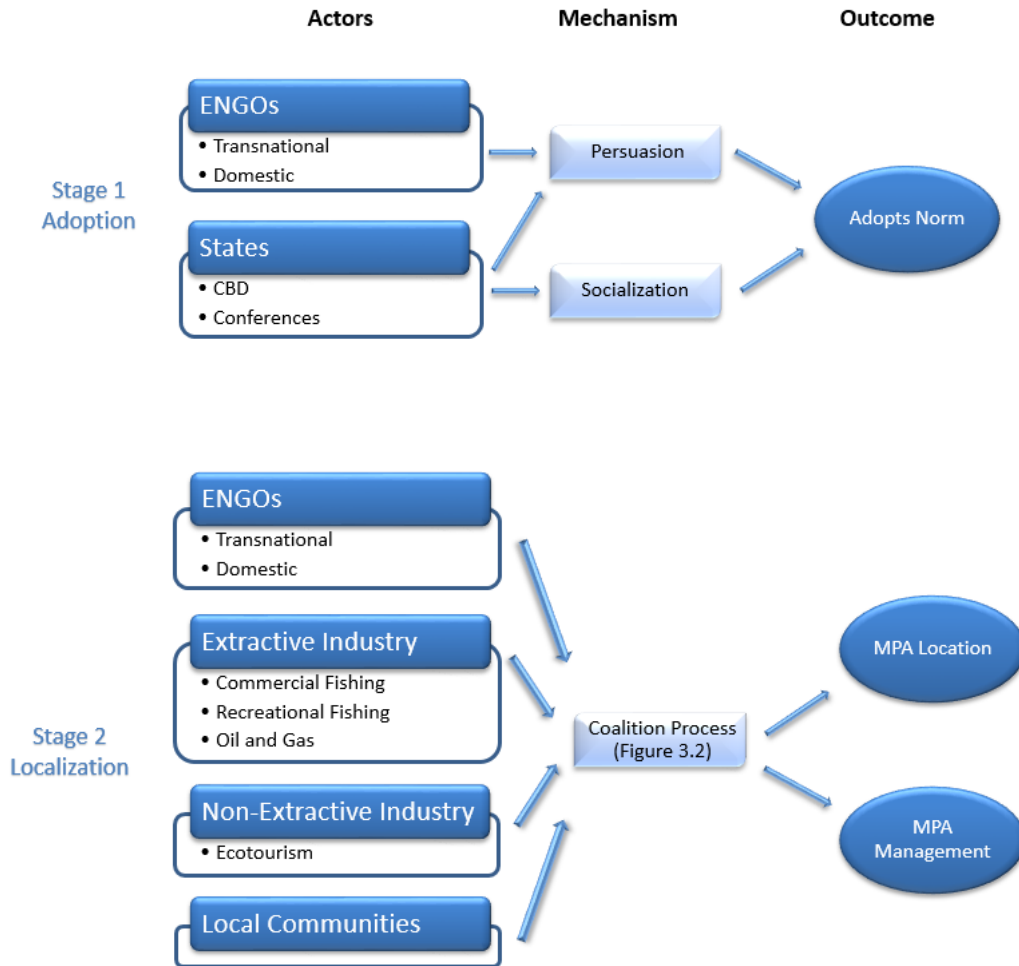 Actors Mechanism Outcome
Stage 1
Adoption
ENGOs
• Transnational
• Domestic
States
• CBD
• Conferences
Persuasion
Socialization
Adopts Norm
Stage 2
Localization
ENGOs
• Transnational
• Domestic
Extractive Industry
• Commercial Fishing
• Recreational Fishing
• Oil and Gas
Non-Extractive Industry
• Ecotourism
Local Communities
Coalition Process
(Figure 3.2)
MPA Location
MPA
Management